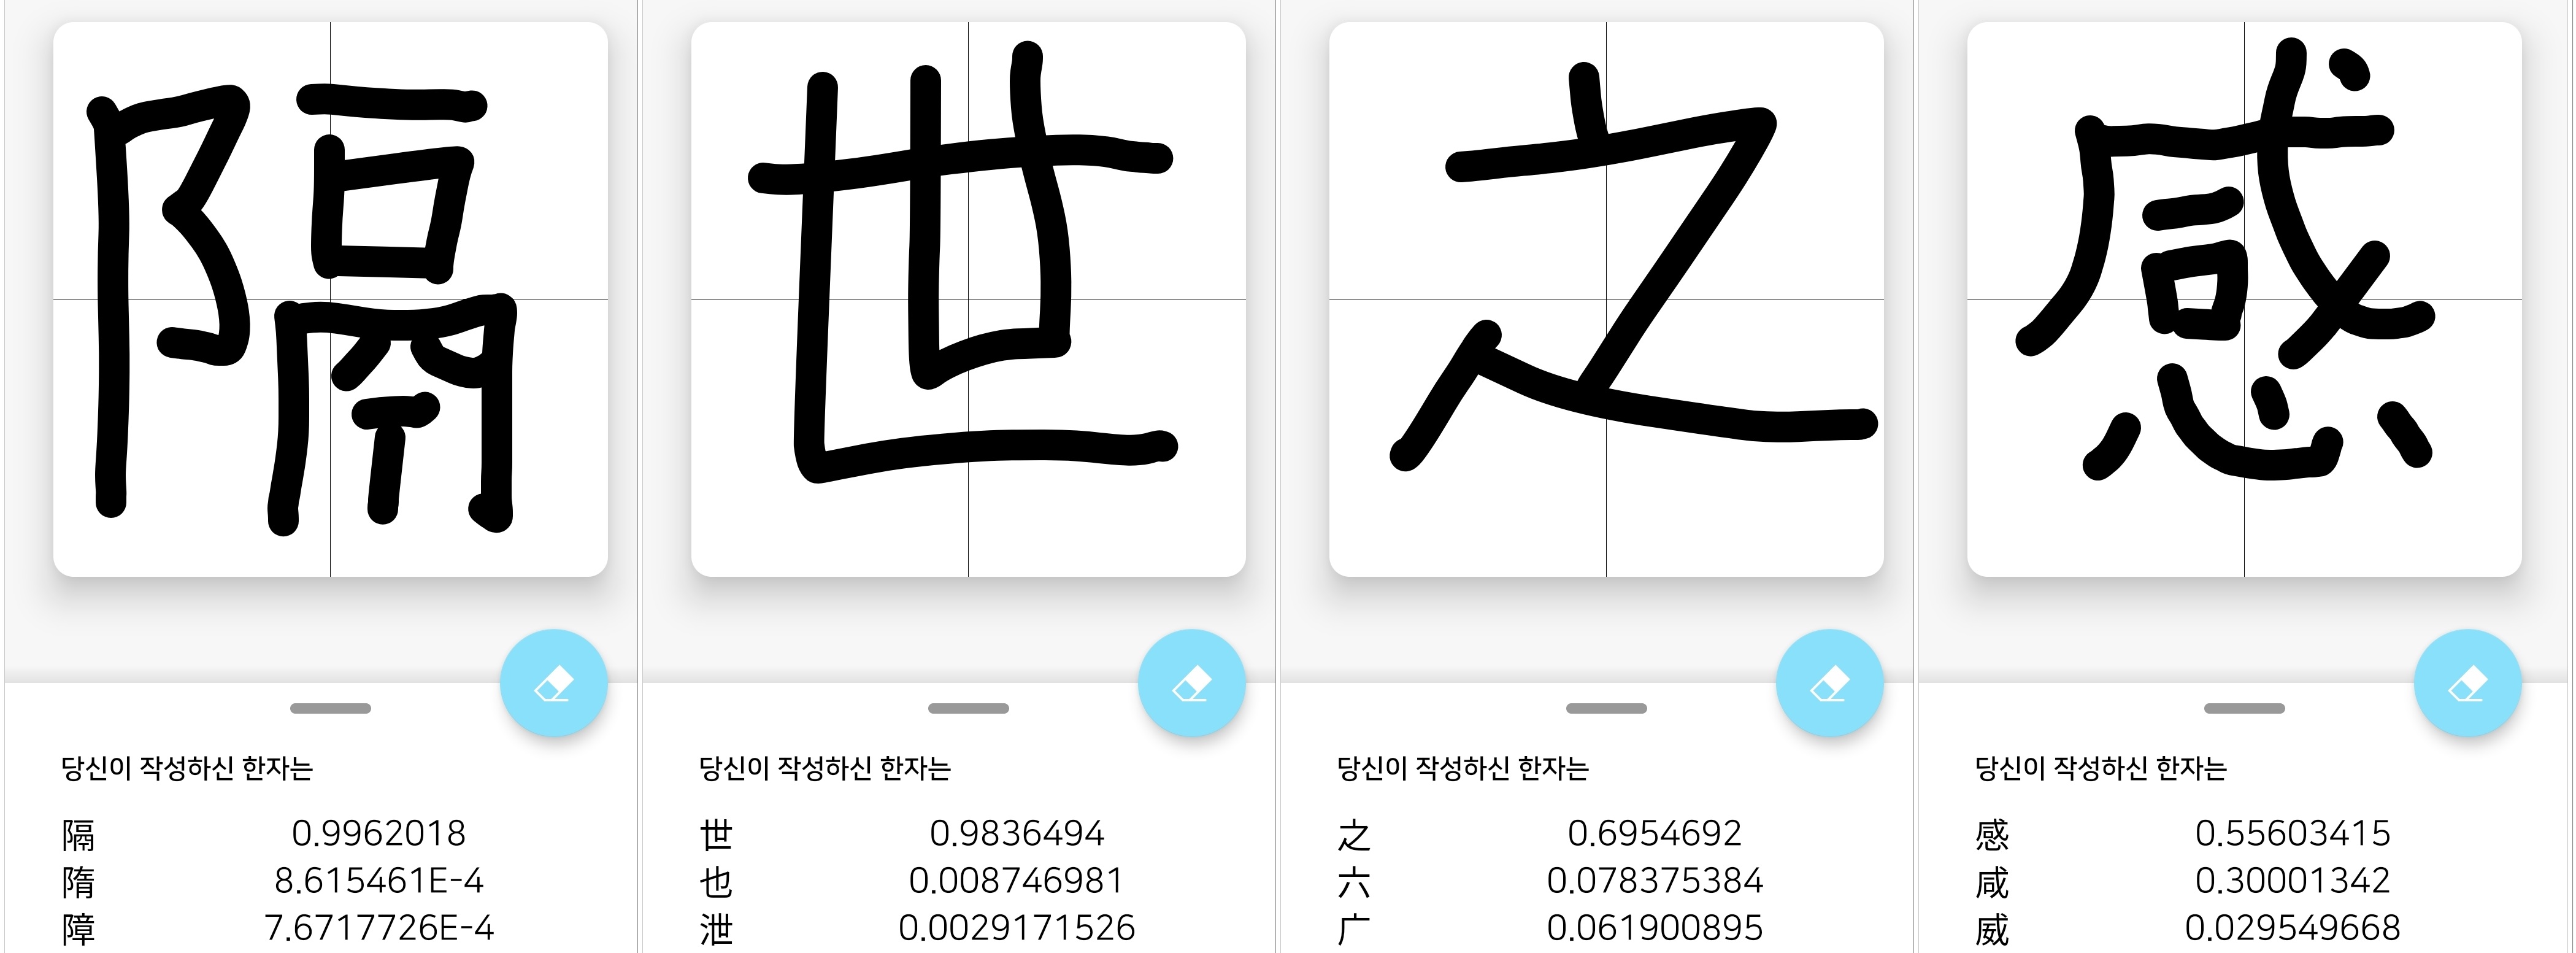 隔
당신이 작성하신 한자는
隔 0.9962018
隋 8.615461E-4
障 7.6717726E-4
世
당신이 작성하신 한자는
世 0.9836494
也 0.008746981
泄 0.0029171526
之
당신이 작성하신 한자는
之 0.6954692
六 0.078375384
广 0.061900895
感
당신이 작성하신 한자는
感 0.55603415
咸 0.30001342
威 0.029549668